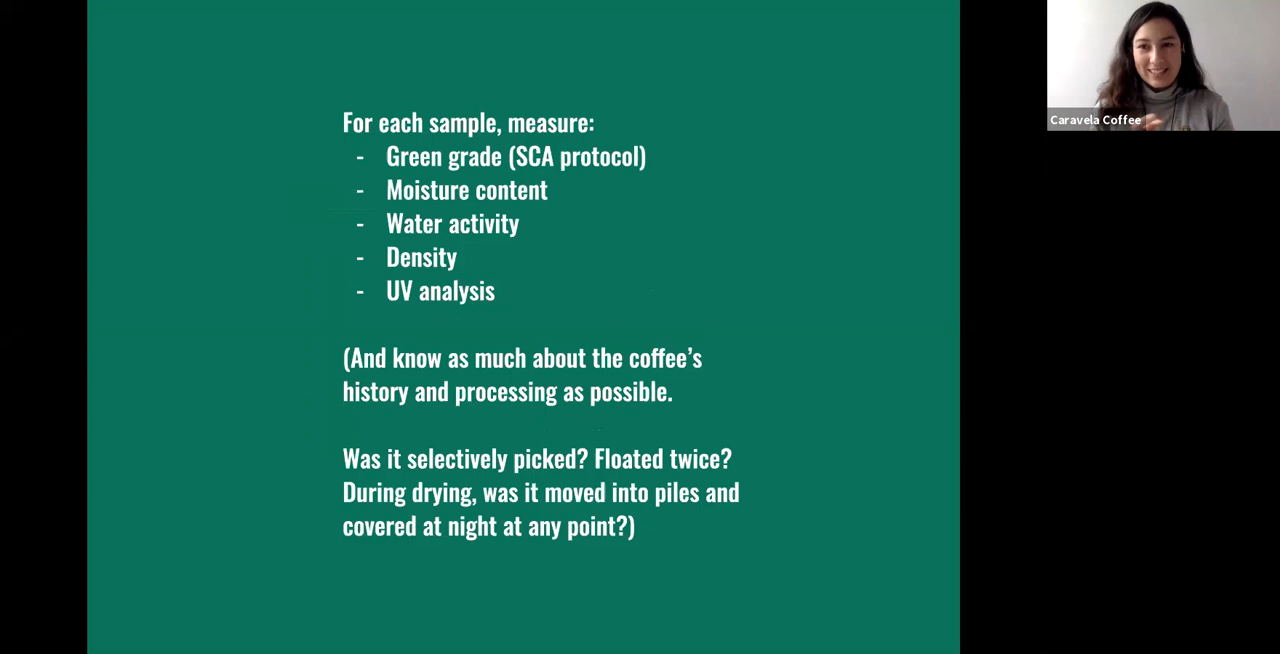 For each sample, measure:
- Green grade (SCA protocol)
- Moisture content
- Water activity
- Density
- UV analysis
(And know as much about the coffee’s
history and processing as possible.
Was it selectively picked? Floated twice?
During drying, was it moved into piles and
covered at night at any point?)
Caravela Coffee